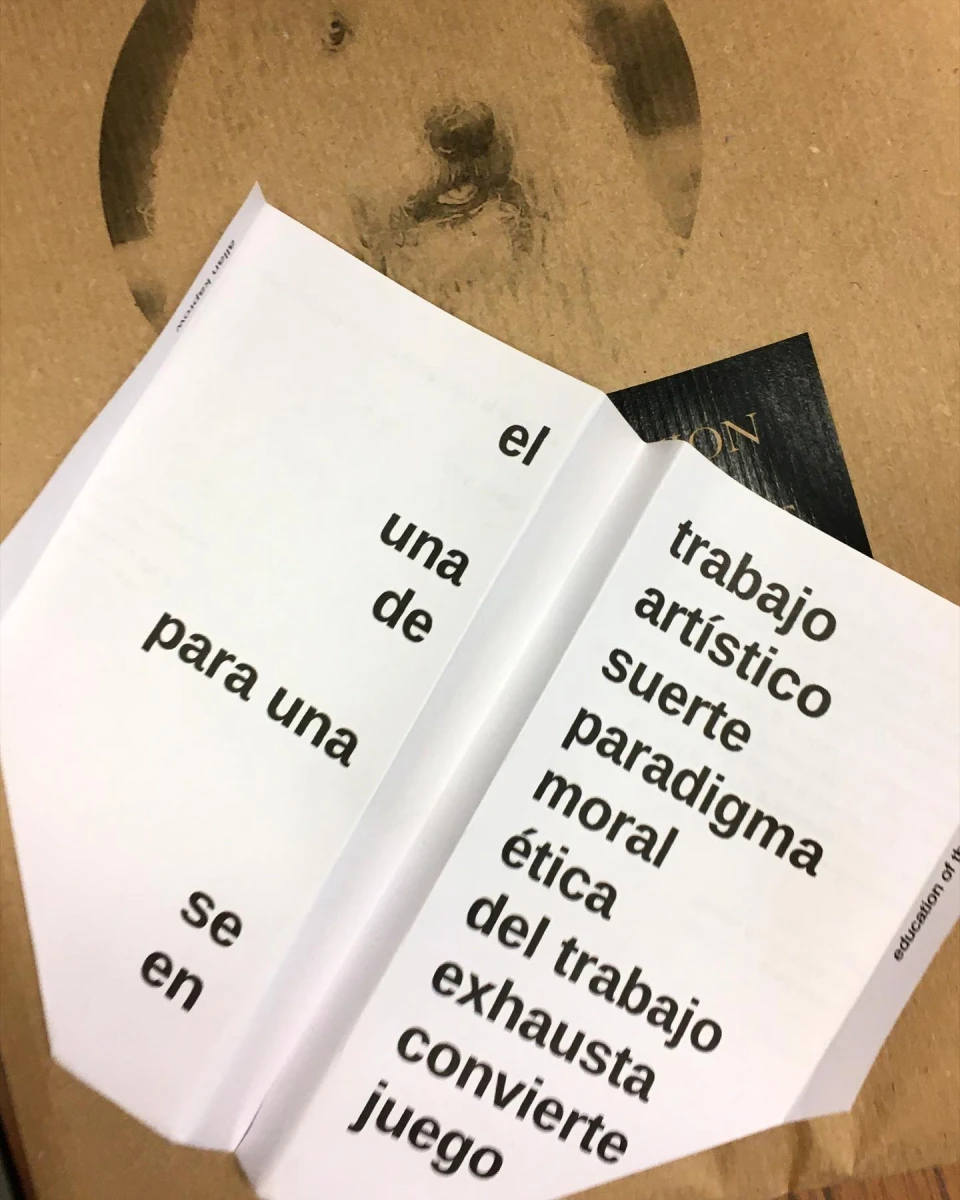 allan kaprow
el trabajo
artístico
una suerte
de paradigma
para una moral
ética
del trabajo
exhausta
se convierte
en juego
education of